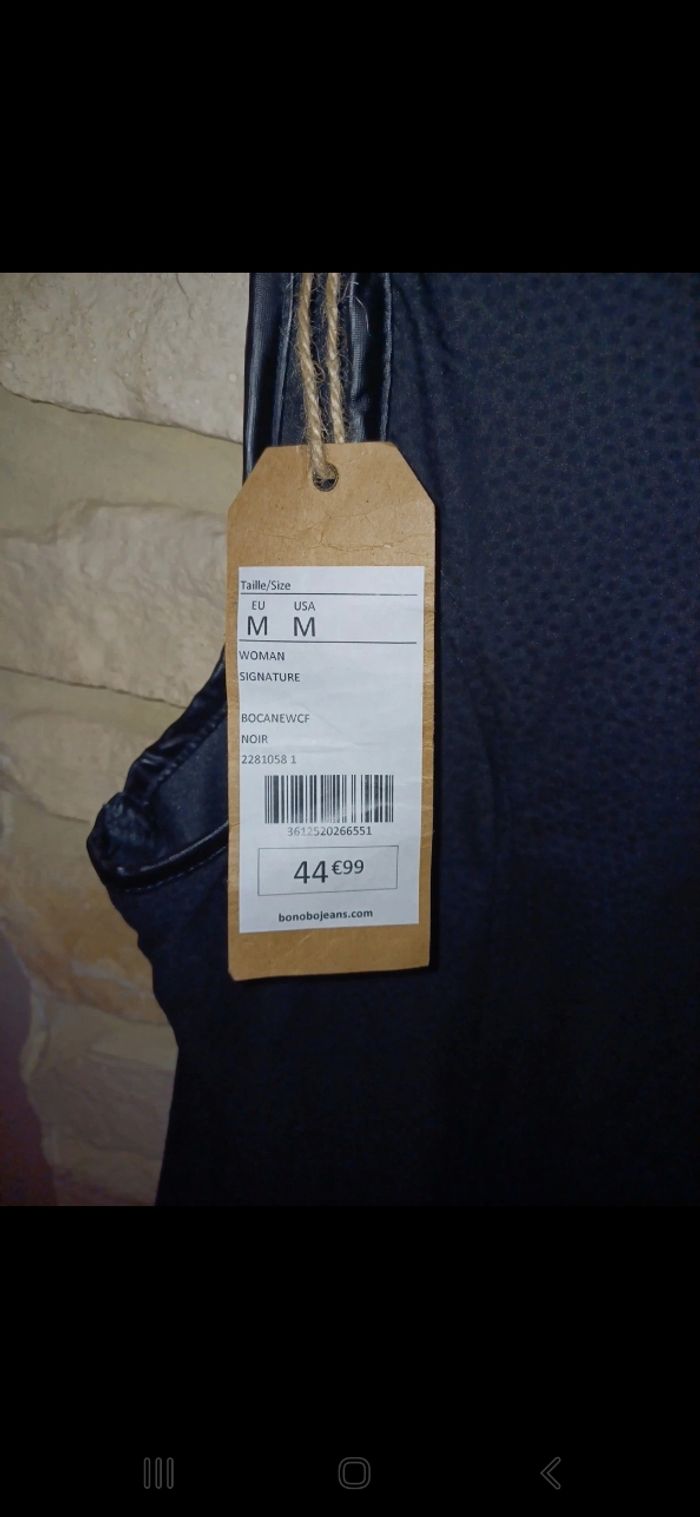 Taille/Size
EU USA
M M
WOMAN
SIGNATURE
BOCANEWCF
NOIR
2281058 1
3612520266551
44€99
bonobojeans.com